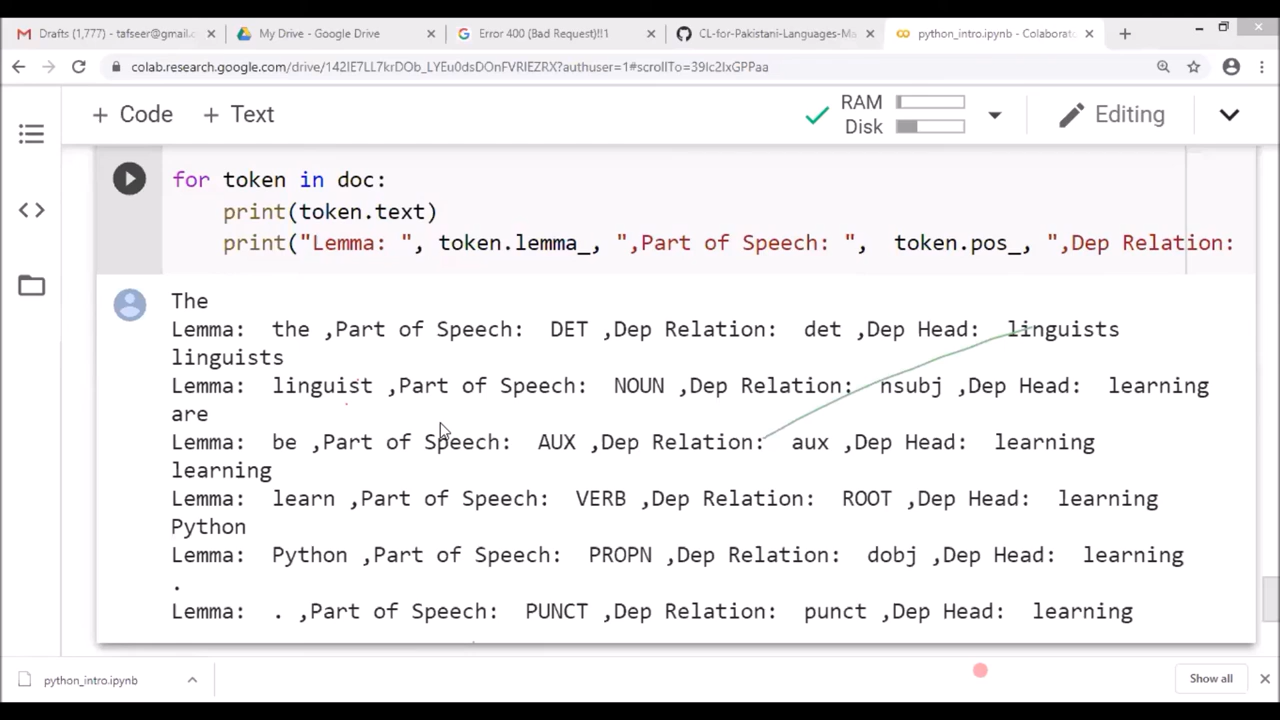 Drafts (1,777) - tafseer@gmail.c
My Drive - Google Drive
Error 400 (Bad Request)!!1
CL-for-Pakistani-Languages-Ma
python_intro.ipynb - Colaborato
colab.research.google.com/drive/142IE7LL7krDOb_LYEu0dsDOnFVRIEZRX?authuser=1#scrollTo=39Ic2IxGPPaa
+ Code + Text
RAM
Disk
Editing
for token in doc:
print(token.text)
print("Lemma: ", token.lemma_, ",Part of Speech: ", token.pos_, ",Dep Relation:
The
Lemma: the ,Part of Speech: DET ,Dep Relation: det ,Dep Head: linguists
linguists
Lemma: linguist ,Part of Speech: NOUN ,Dep Relation: nsubj ,Dep Head: learning
are
Lemma: be ,Part of Speech: AUX ,Dep Relation: aux ,Dep Head: learning
learning
Lemma: learn ,Part of Speech: VERB ,Dep Relation: ROOT ,Dep Head: learning
Python
Lemma: Python ,Part of Speech: PROPN ,Dep Relation: dobj ,Dep Head: learning
.
Lemma: . ,Part of Speech: PUNCT ,Dep Relation: punct ,Dep Head: learning
python_intro.ipynb
Show all